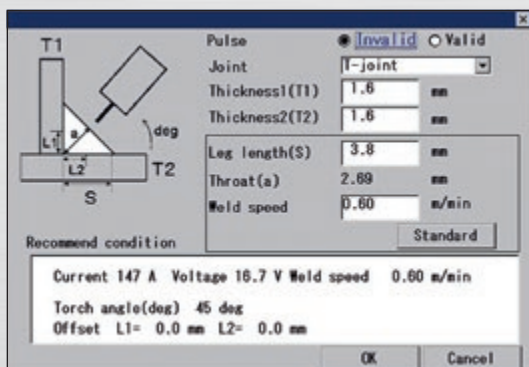 T1
a
L1
L2
S
T2
deg
Pulse Invalid Valid
Joint T-joint
Thickness1(T1) 1.6 mm
Thickness2(T2) 1.6 mm
Leg length(S) 3.8 mm
Throat(a) 2.69 mm
Weld speed 0.60 m/min
Standard
Recommend condition
Current 147 A Voltage 16.7 V Weld speed 0.60 m/min
Torch angle(deg) 45 deg
Offset L1= 0.0 mm L2= 0.0 mm
OK Cancel